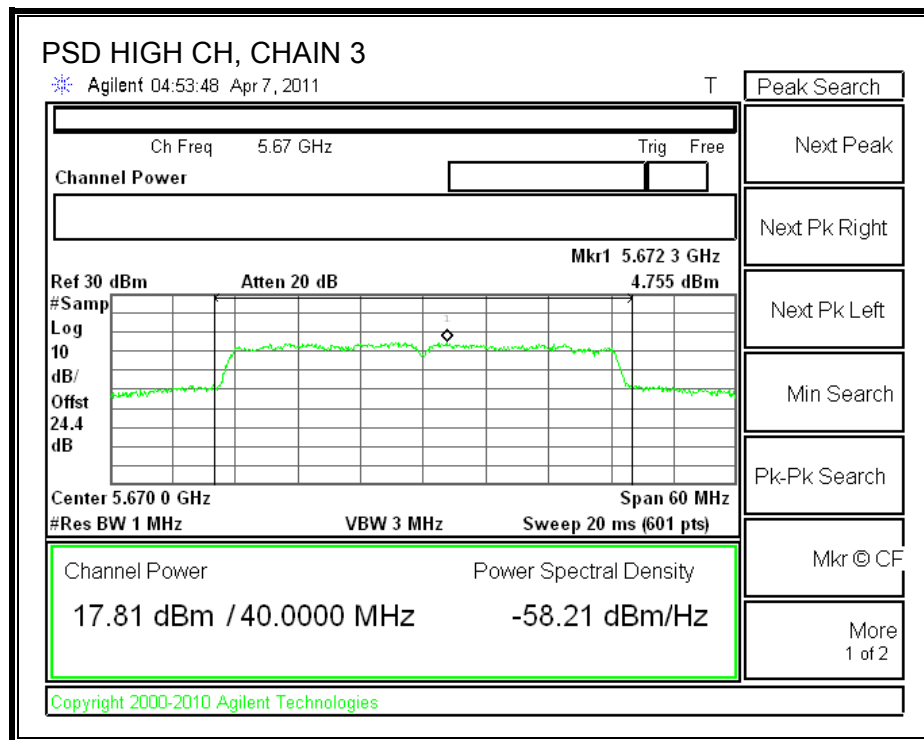 PSD HIGH CH, CHAIN 3
Agilent 04:53:48 Apr 7, 2011 T
Peak Search
Ch Freq 5.67 GHz Trig Free
Channel Power
Next Peak
Next Pk Right
Mkr1 5.672 3 GHz
Ref 30 dBm Atten 20 dB 4.755 dBm
#Samp
Log
10
dB/
Offst
24.4
dB
1
Next Pk Left
Min Search
Pk-Pk Search
Center 5.670 0 GHz Span 60 MHz
#Res BW 1 MHz VBW 3 MHz Sweep 20 ms (601 pts)
Channel Power Power Spectral Density
17.81 dBm / 40.0000 MHz -58.21 dBm/Hz
Mkr © CF
More
1 of 2
Copyright 2000-2010 Agilent Technologies